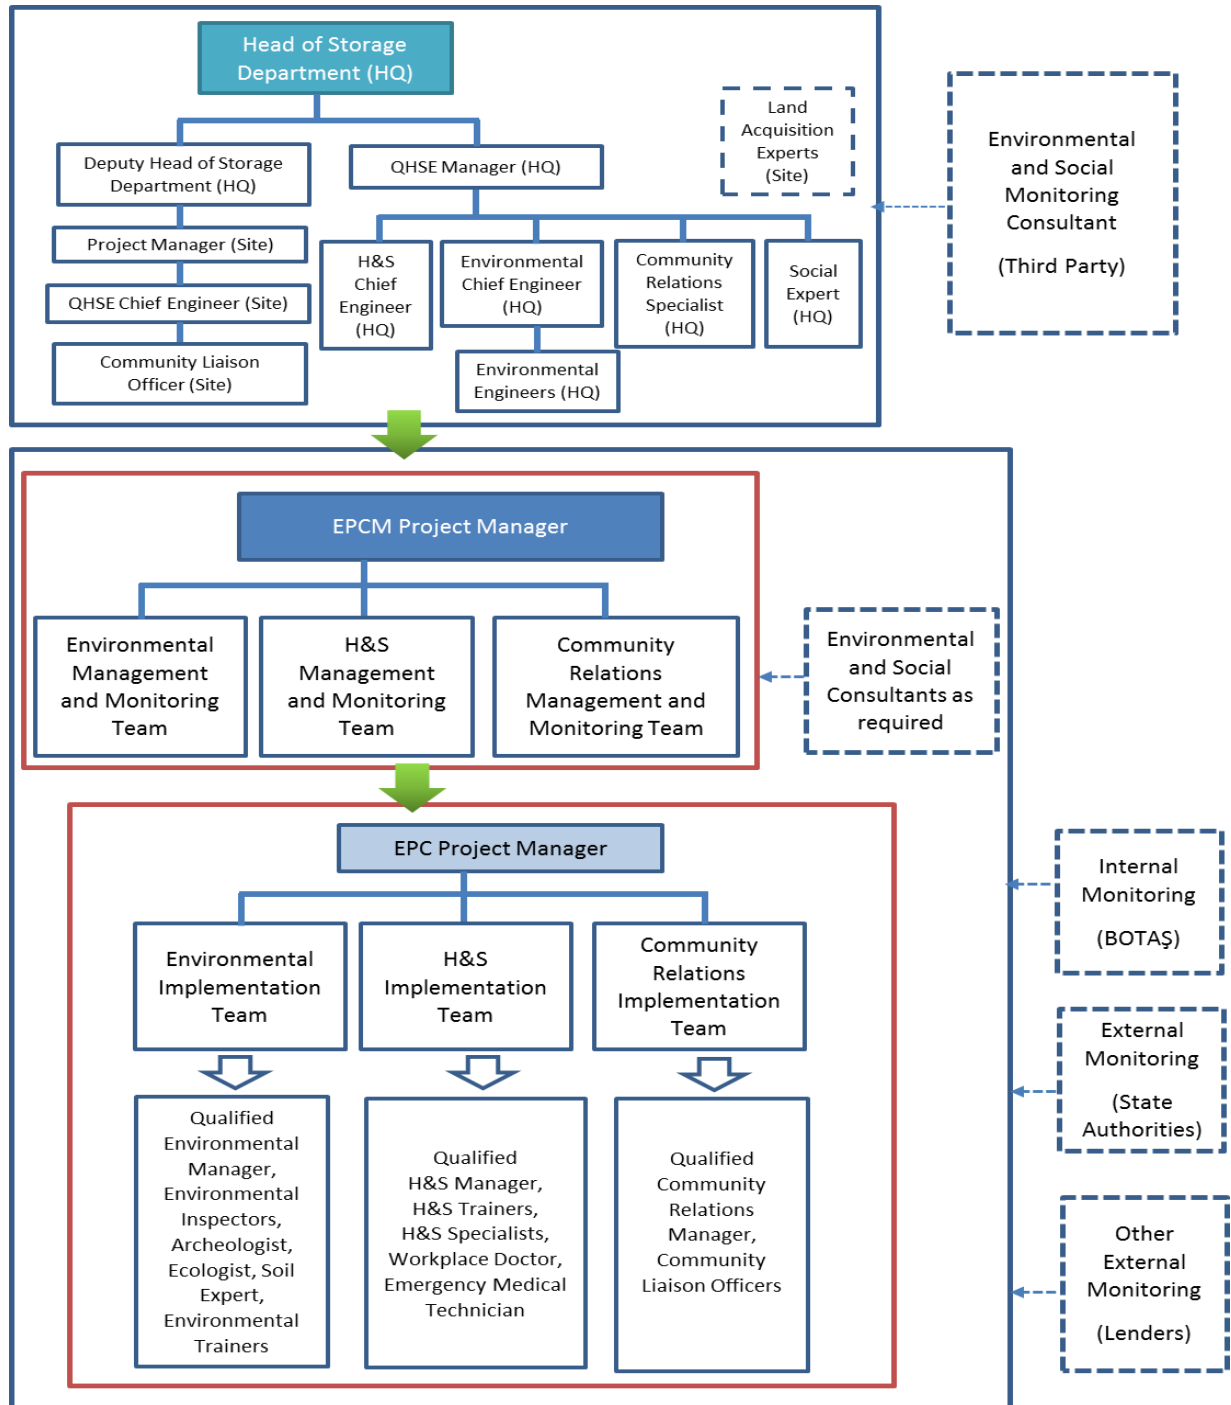 Head of Storage
Department (HQ)
Land
Acquisition
Experts
(Site)
Environmental
and Social
Monitoring
Consultant
(Third Party)
Deputy Head of Storage
Department (HQ)
QHSE Manager (HQ)
Project Manager (Site)
QHSE Chief Engineer (Site)
Community Liaison
Officer (Site)
H&S
Chief
Engineer
(HQ)
Environmental
Chief Engineer
(HQ)
Community
Relations
Specialist
(HQ)
Social
Expert
(HQ)
Environmental
Engineers (HQ)
EPCM Project Manager
Environmental
Management
and Monitoring
Team
H&S
Management
and Monitoring
Team
Community
Relations
Management and
Monitoring Team
Environmental
and Social
Consultants as
required
EPC Project Manager
Internal
Monitoring
(BOTAŞ)
Environmental
Implementation
Team
H&S
Implementation
Team
Community
Relations
Implementation
Team
External
Monitoring
(State
Authorities)
Qualified
Environmental
Manager,
Environmental
Inspectors,
Archeologist,
Ecologist, Soil
Expert,
Environmental
Trainers
Qualified
H&S Manager,
H&S Trainers,
H&S Specialists,
Workplace Doctor,
Emergency Medical
Technician
Qualified
Community
Relations
Manager,
Community
Liaison Officers
Other
External
Monitoring
(Lenders)